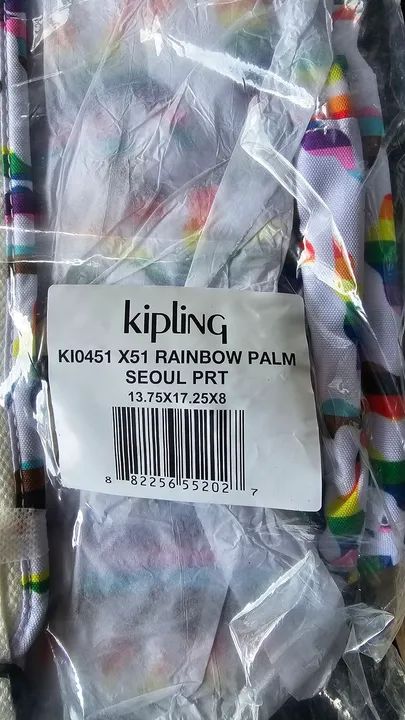 kipling
KI0451 X51 RAINBOW PALM
SEOUL PRT
13.75X17.25X8
8 82256 55202 7